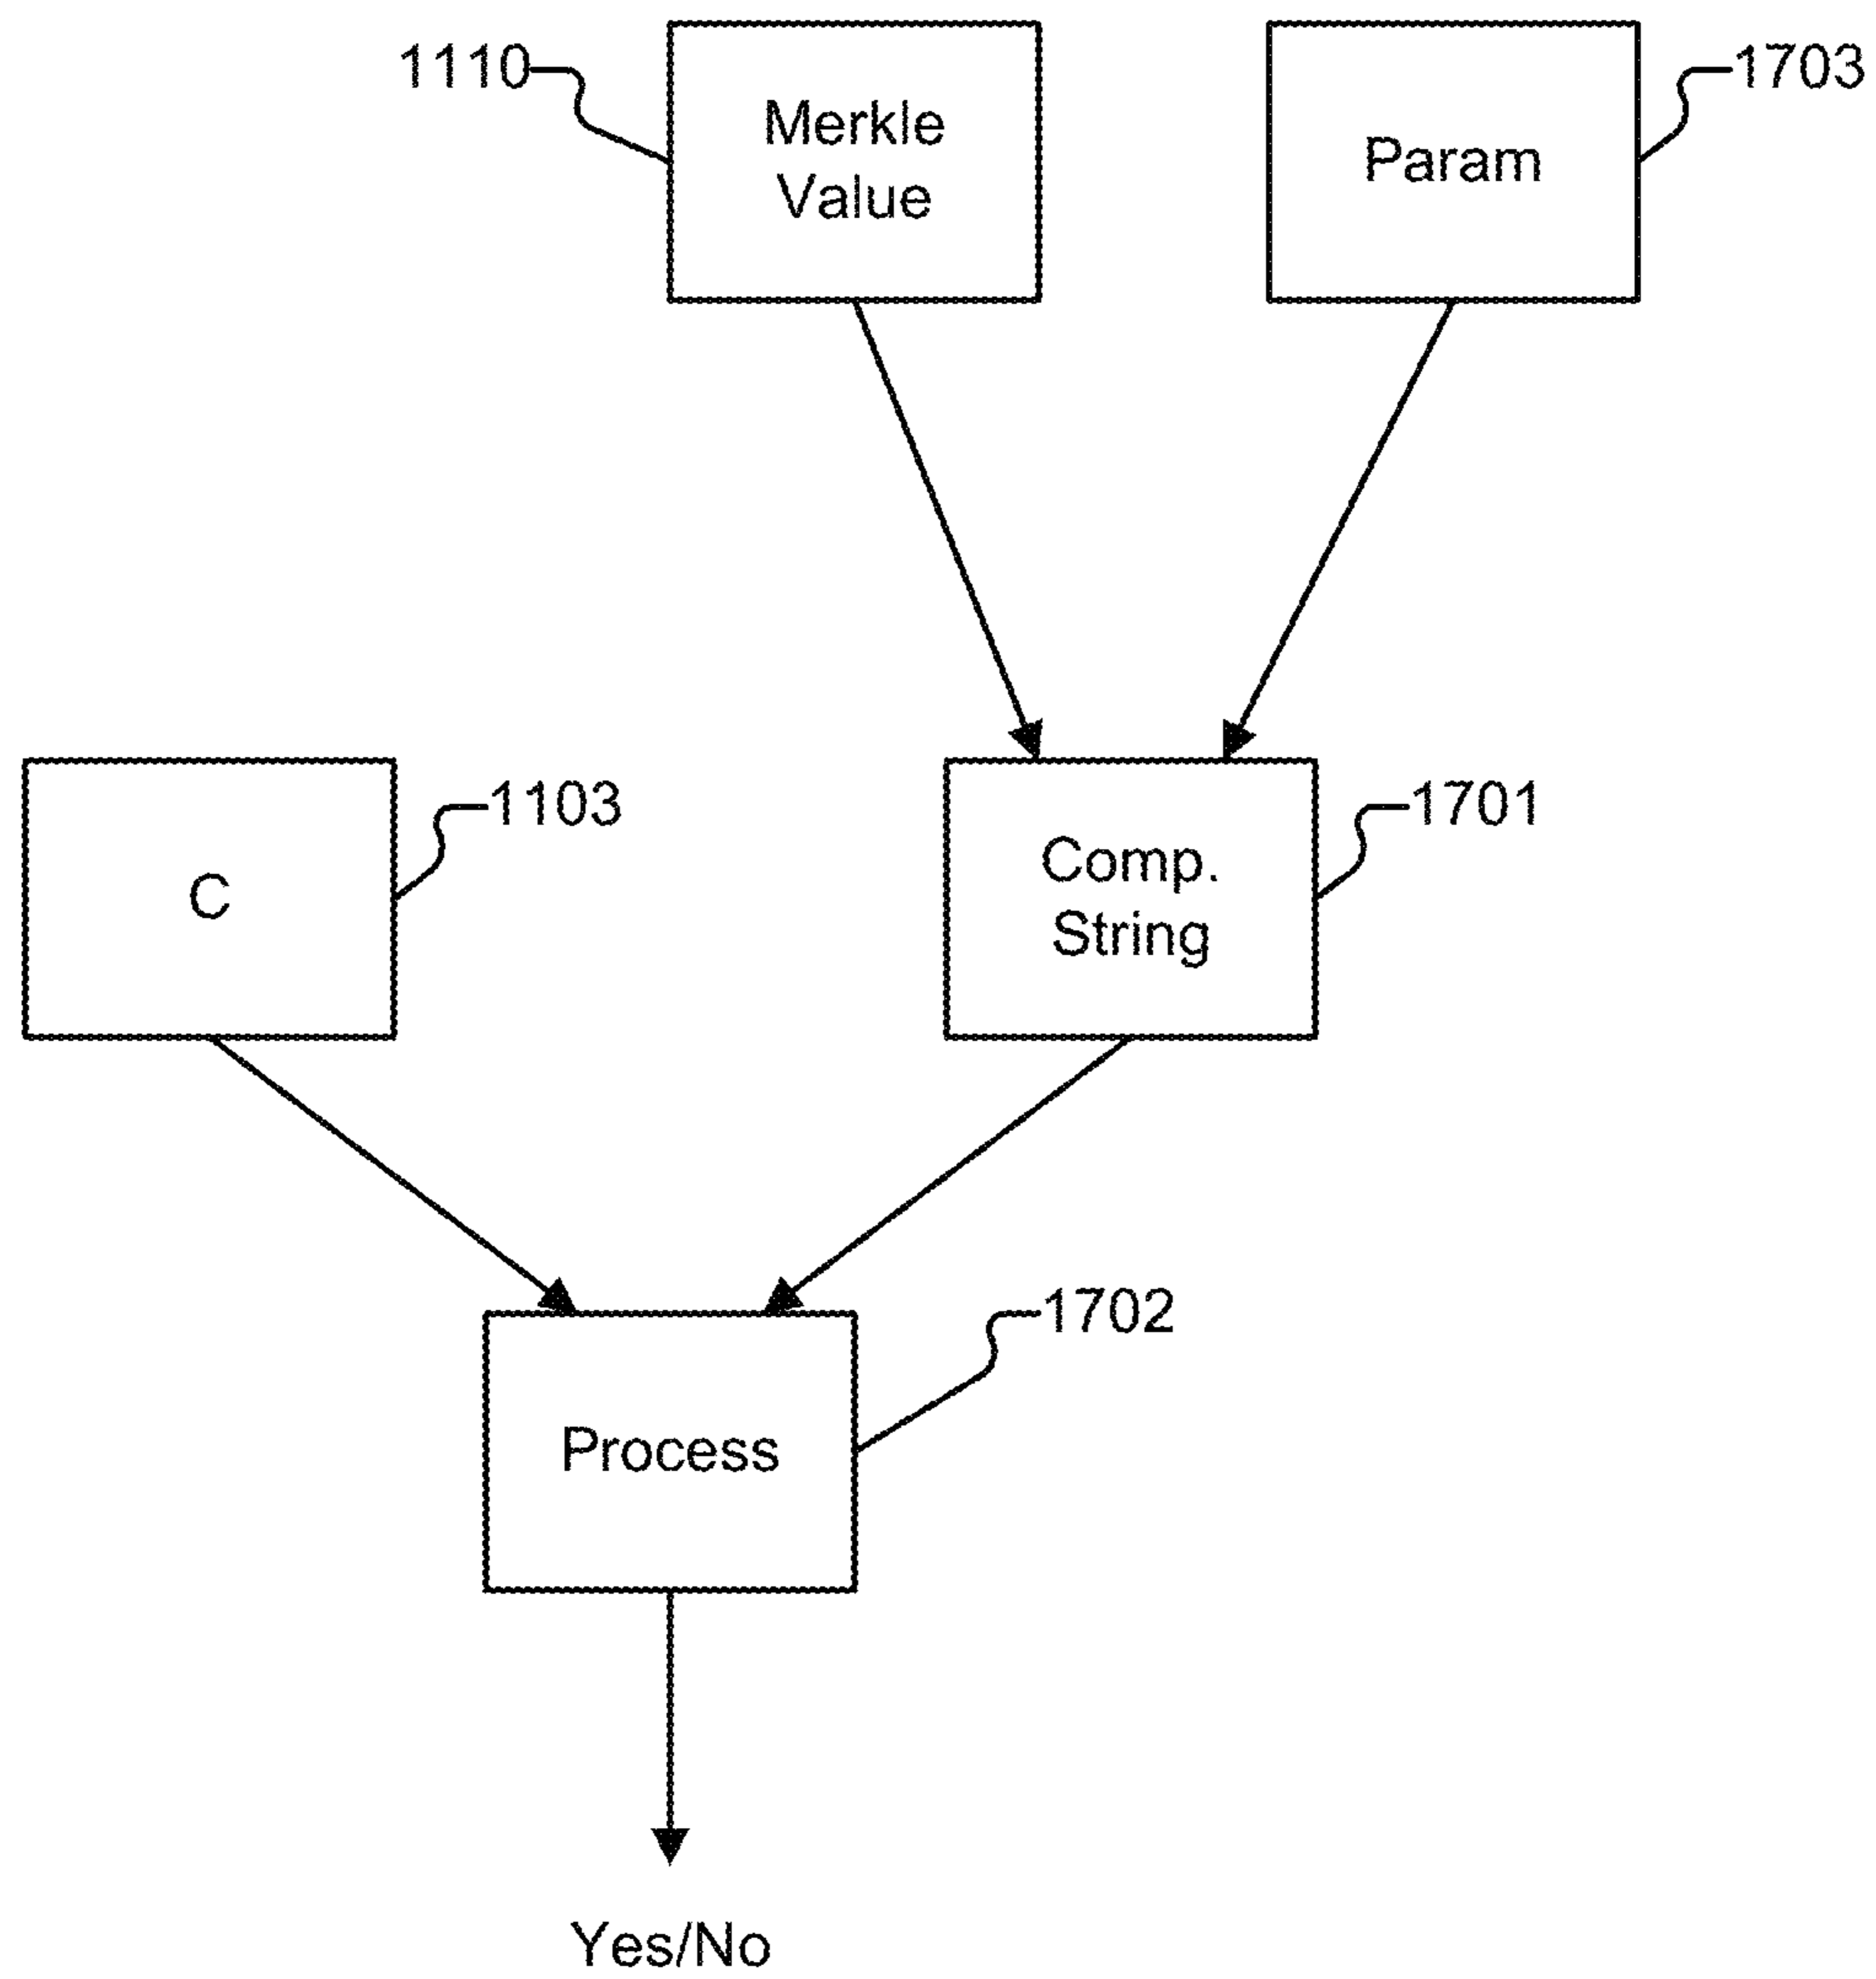 1110
Merkle
Value
Param
1703
C
1103
Comp.
String
1701
Process
1702
Yes/No